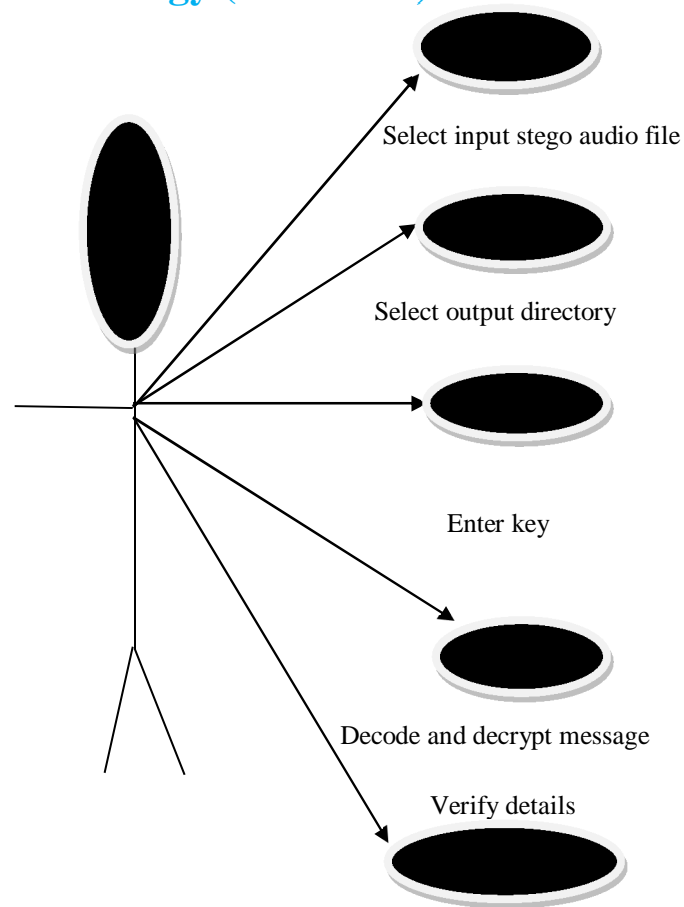 Select input stego audio file
Select output directory
Enter key
Decode and decrypt message
Verify details